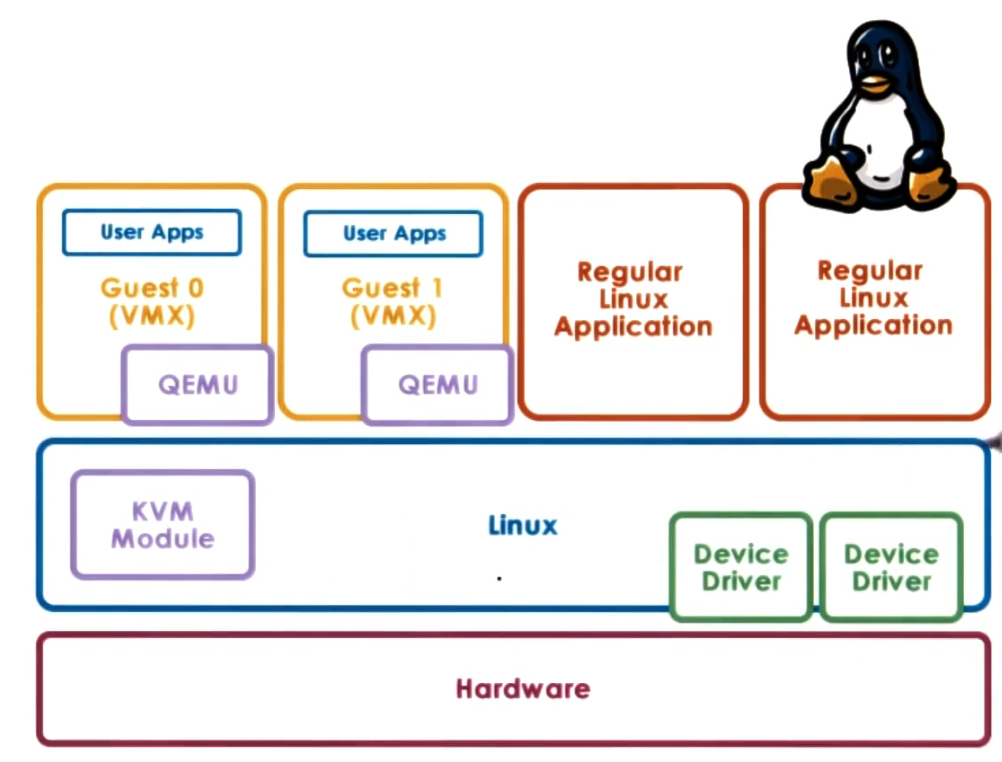 User Apps
Guest 0
(VMX)
QEMU
User Apps
Guest 1
(VMX)
QEMU
Regular
Linux
Application
Regular
Linux
Application
KVM
Module
Linux
Device
Driver
Device
Driver
Hardware